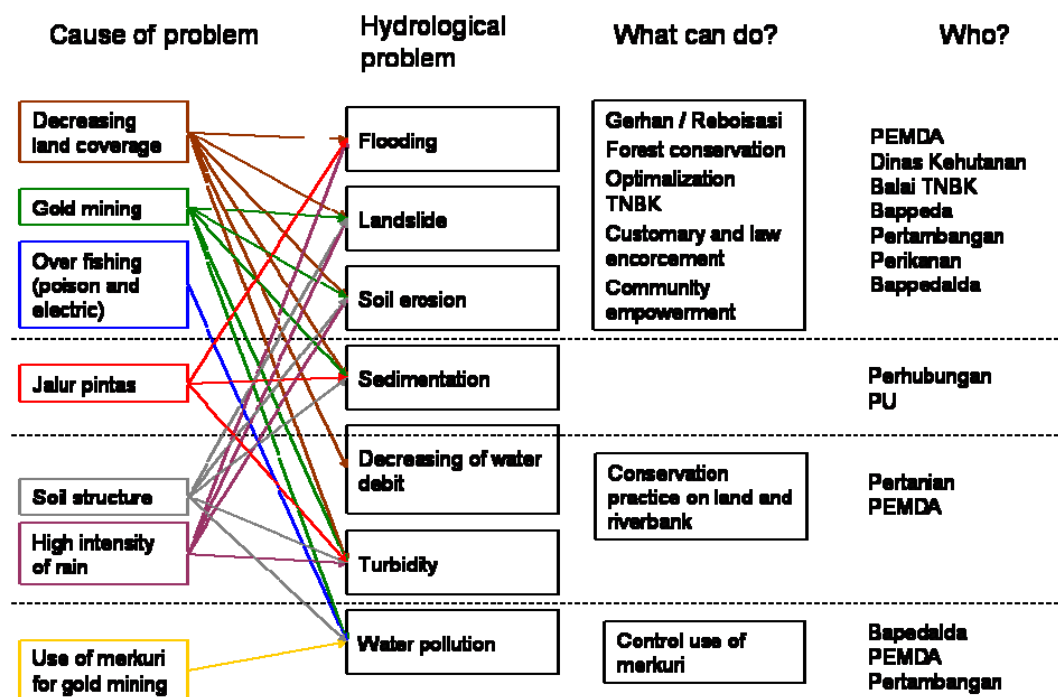 Cause of problem
Hydrological
problem
What can do?
Who?
Decreasing
land coverage
Gold mining
Over fishing
(poison and
electric)
Jalur pintas
Soil structure
High intensity
of rain
Use of merkuri
for gold mining
Flooding
Landslide
Soil erosion
Sedimentation
Decreasing of water
debit
Turbidity
Water pollution
Gerhan / Reboisasi
Forest conservation
Optimalization
TNBK
Customary and law
encorcement
Community
empowerment
Conservation
practice on land and
riverbank
Control use of
merkuri
PEMDA
Dinas Kehutanan
Balai TNBK
Bappeda
Pertambangan
Perikanan
Bappedalda
Perhubungan
PU
Pertanian
PEMDA
Bapedalda
PEMDA
Pertambangan